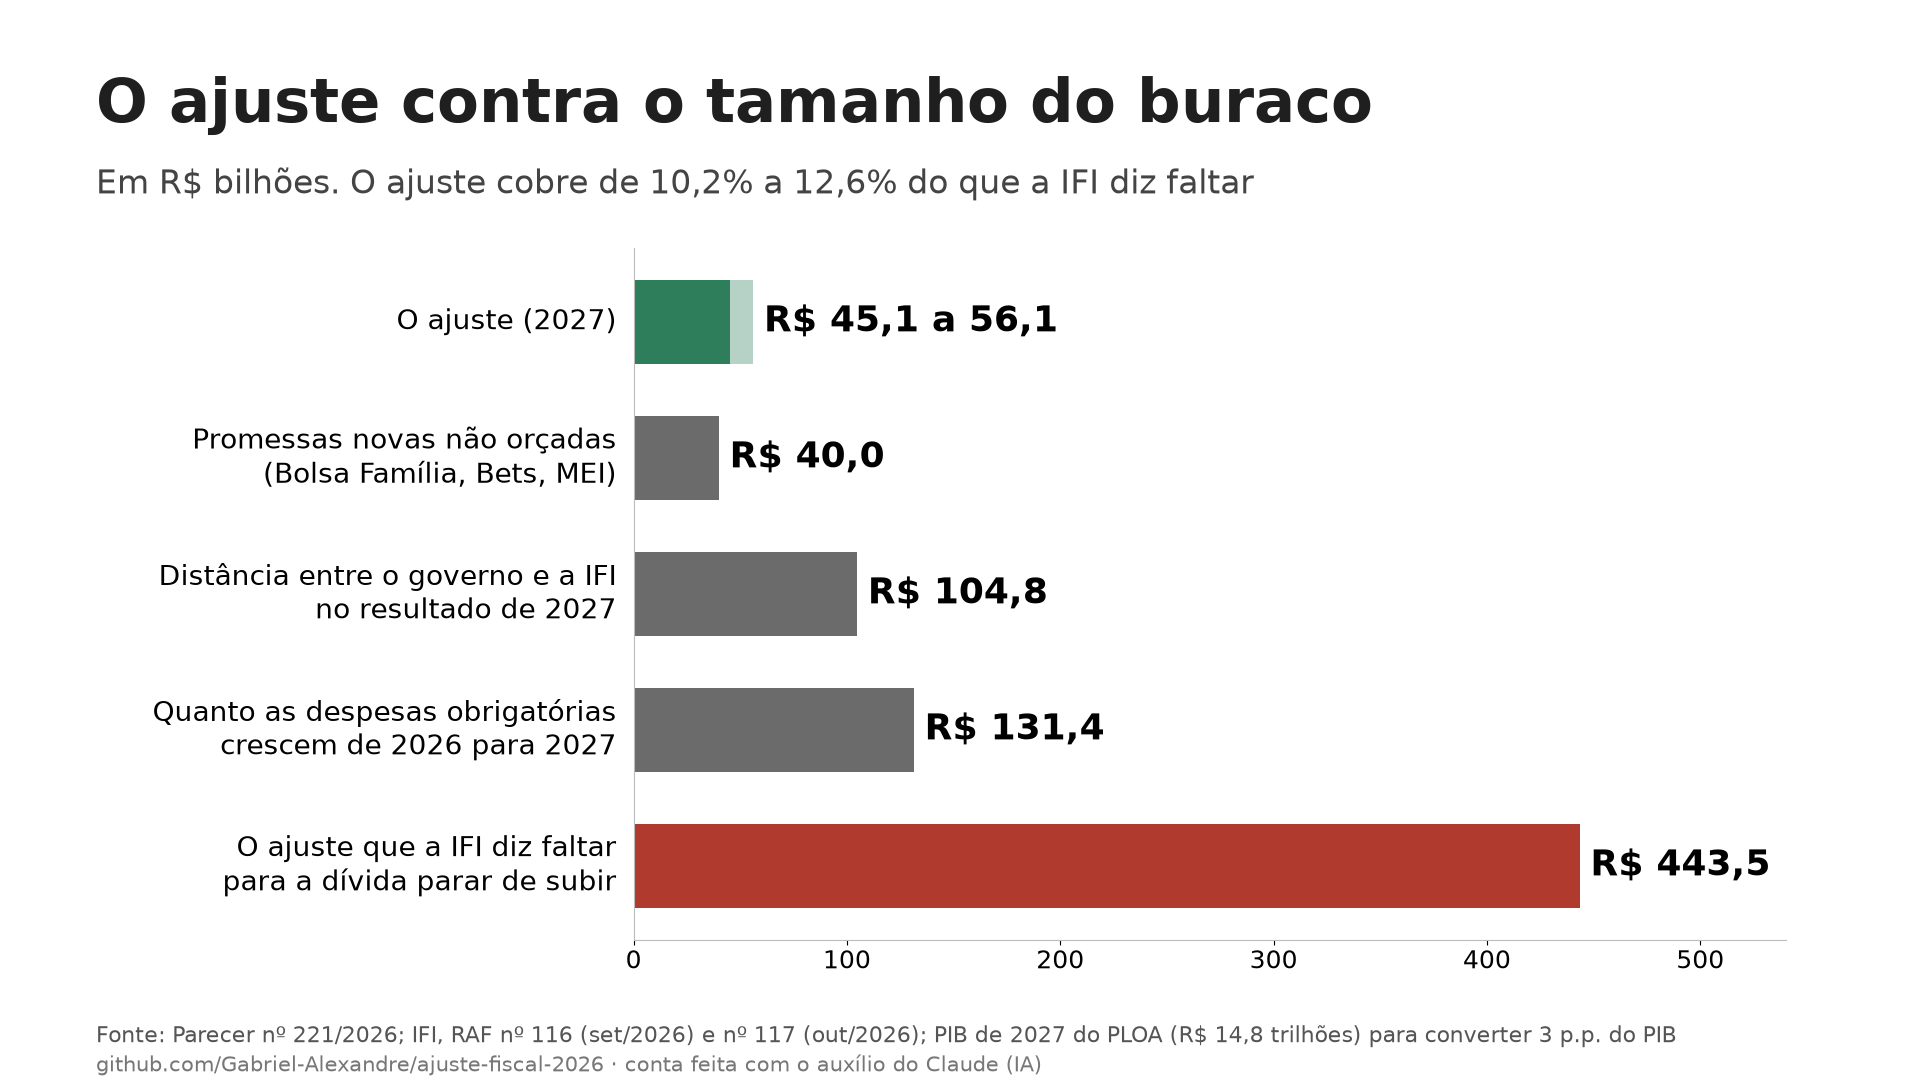 O ajuste contra o tamanho do buraco
Em R$ bilhões. O ajuste cobre de 10,2% a 12,6% do que a IFI diz faltar
O ajuste (2027)
R$ 45,1 a 56,1
Promessas novas não orçadas
(Bolsa Família, Bets, MEI)
R$ 40,0
Distância entre o governo e a IFI
no resultado de 2027
R$ 104,8
Quanto as despesas obrigatórias
crescem de 2026 para 2027
R$ 131,4
O ajuste que a IFI diz faltar
para a dívida parar de subir
R$ 443,5
0 100 200 300 400 500
Fonte: Parecer nº 221/2026; IFI, RAF nº 116 (set/2026) e nº 117 (out/2026); PIB de 2027 do PLOA (R$ 14,8 trilhões) para converter 3 p.p. do PIB
github.com/Gabriel-Alexandre/ajuste-fiscal-2026 · conta feita com o auxílio do Claude (IA)